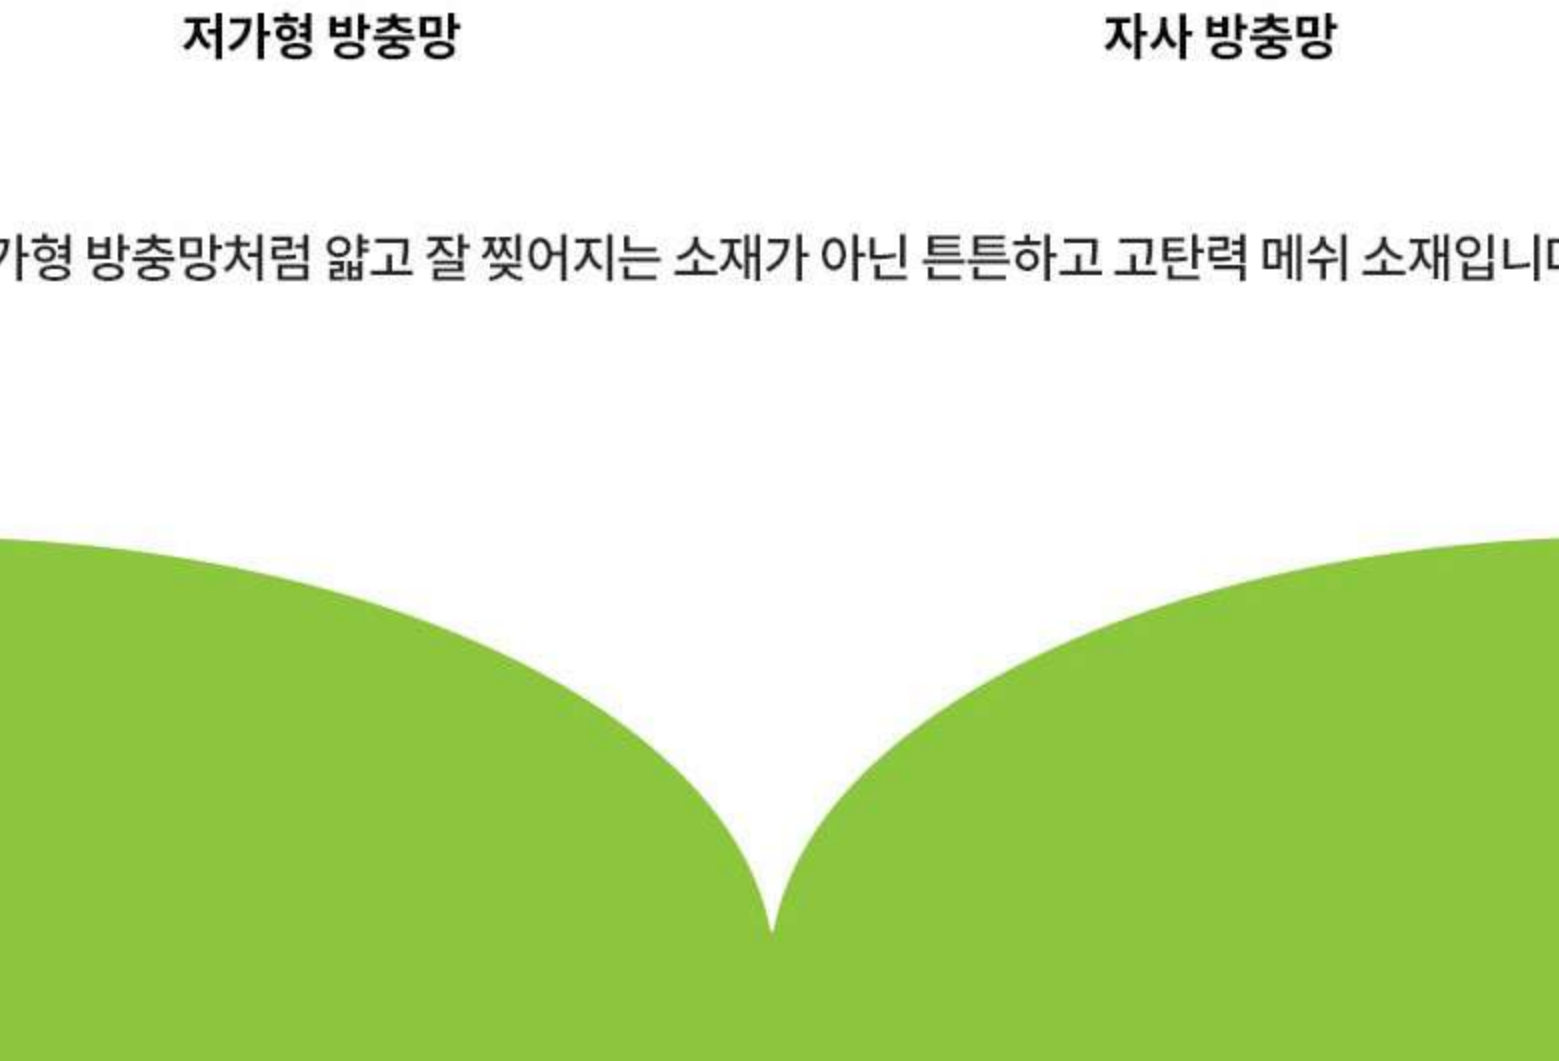 저가형 방충망
자사 방충망
가형 방충망처럼 얇고 잘 찢어지는 소재가 아닌 튼튼하고 고탄력 메쉬 소재입니